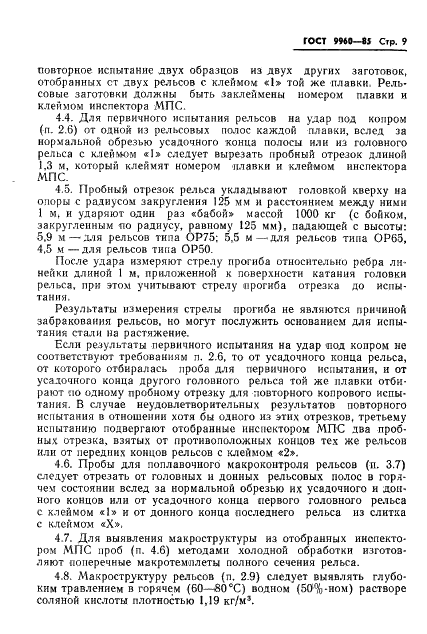 ГОСТ 9960—85 Стр. 9
повторное испытание двух образцов из двух других заготовок,
отобранных от двух рельсов с клеймом «1» той же плавки. Рель-
совые заготовки должны быть заклеймены номером плавки и
клеймом инспектора МПС.
4.4. Для первичного испытания рельсов на удар под копром
(п. 2.6) от одной из рельсовых полос каждой плавки, вслед за
нормальной обрезью усадочного конца полосы или из головного
рельса с клеймом «1» следует вырезать пробный отрезок длиной
1,3 м, который клеймят номером плавки и клеймом инспектора
МПС.
4.5. Пробный отрезок рельса укладывают головкой кверху на
опоры с радиусом закругления 125 мм и расстоянием между ними
1 м, и ударяют один раз «бабой» массой 1000 кг (с бойком,
закругленным по радиусу, равному 125 мм), падающей с высоты:
5,9 м — для рельсов типа ОР75; 5,5 м — для рельсов типа ОР65,
4,5 м — для рельсов типа ОР50.
После удара измеряют стрелу прогиба относительно ребра ли-
нейки длиной 1 м, приложенной к поверхности катания головки
рельса, при этом учитывают стрелу прогиба отрезка до испы-
тания.
Результаты измерения стрелы прогиба не являются причиной
забракования рельсов, но могут послужить основанием для испы-
тания стали на растяжение.
Если результаты первичного испытания на удар под копром не
соответствуют требованиям п. 2.6, то от усадочного конца рельса,
от которого отбиралась проба для первичного испытания, и от
усадочного конца другого головного рельса той же плавки отби-
рают по одному пробному отрезку для повторного копрового испы-
тания. В случае неудовлетворительных результатов повторного
испытания в отношении хотя бы одного из этих отрезков, третьему
испытанию подвергают отобранные инспектором МПС два проб-
ных отрезка, взятых от противоположных концов тех же рельсов
или от передних концов рельсов с клеймом «2».
4.6. Пробы для поплавочного макроконтроля рельсов (п. 3.7)
следует отрезать от головных и донных рельсовых полос в горя-
чем состоянии вслед за нормальной обрезью их усадочного и дон-
ного концов или от усадочного конца первого головного рельса
с клеймом «1» и от донного конца последнего рельса из слитка
с клеймом «Х».
4.7. Для выявления макроструктуры из отобранных инспекто-
ром МПС проб (п. 4.6) методами холодной обработки изготов-
ляют поперечные макротемплеты полного сечения рельса.
4.8. Макроструктуру рельсов (п. 2.9) следует выявлять глубо-
ким травлением в горячем (60—80°С) водном (50%-ном) растворе
соляной кислоты плотностью 1,19 кг/м³.